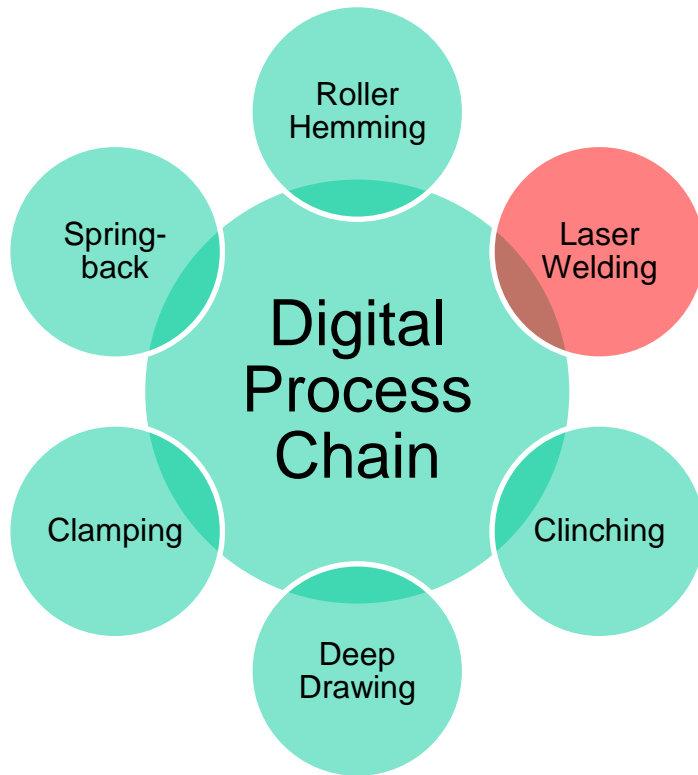 Roller
Hemming
Laser
Welding
Clinching
Deep
Drawing
Clamping
Spring-
back
Digital
Process
Chain